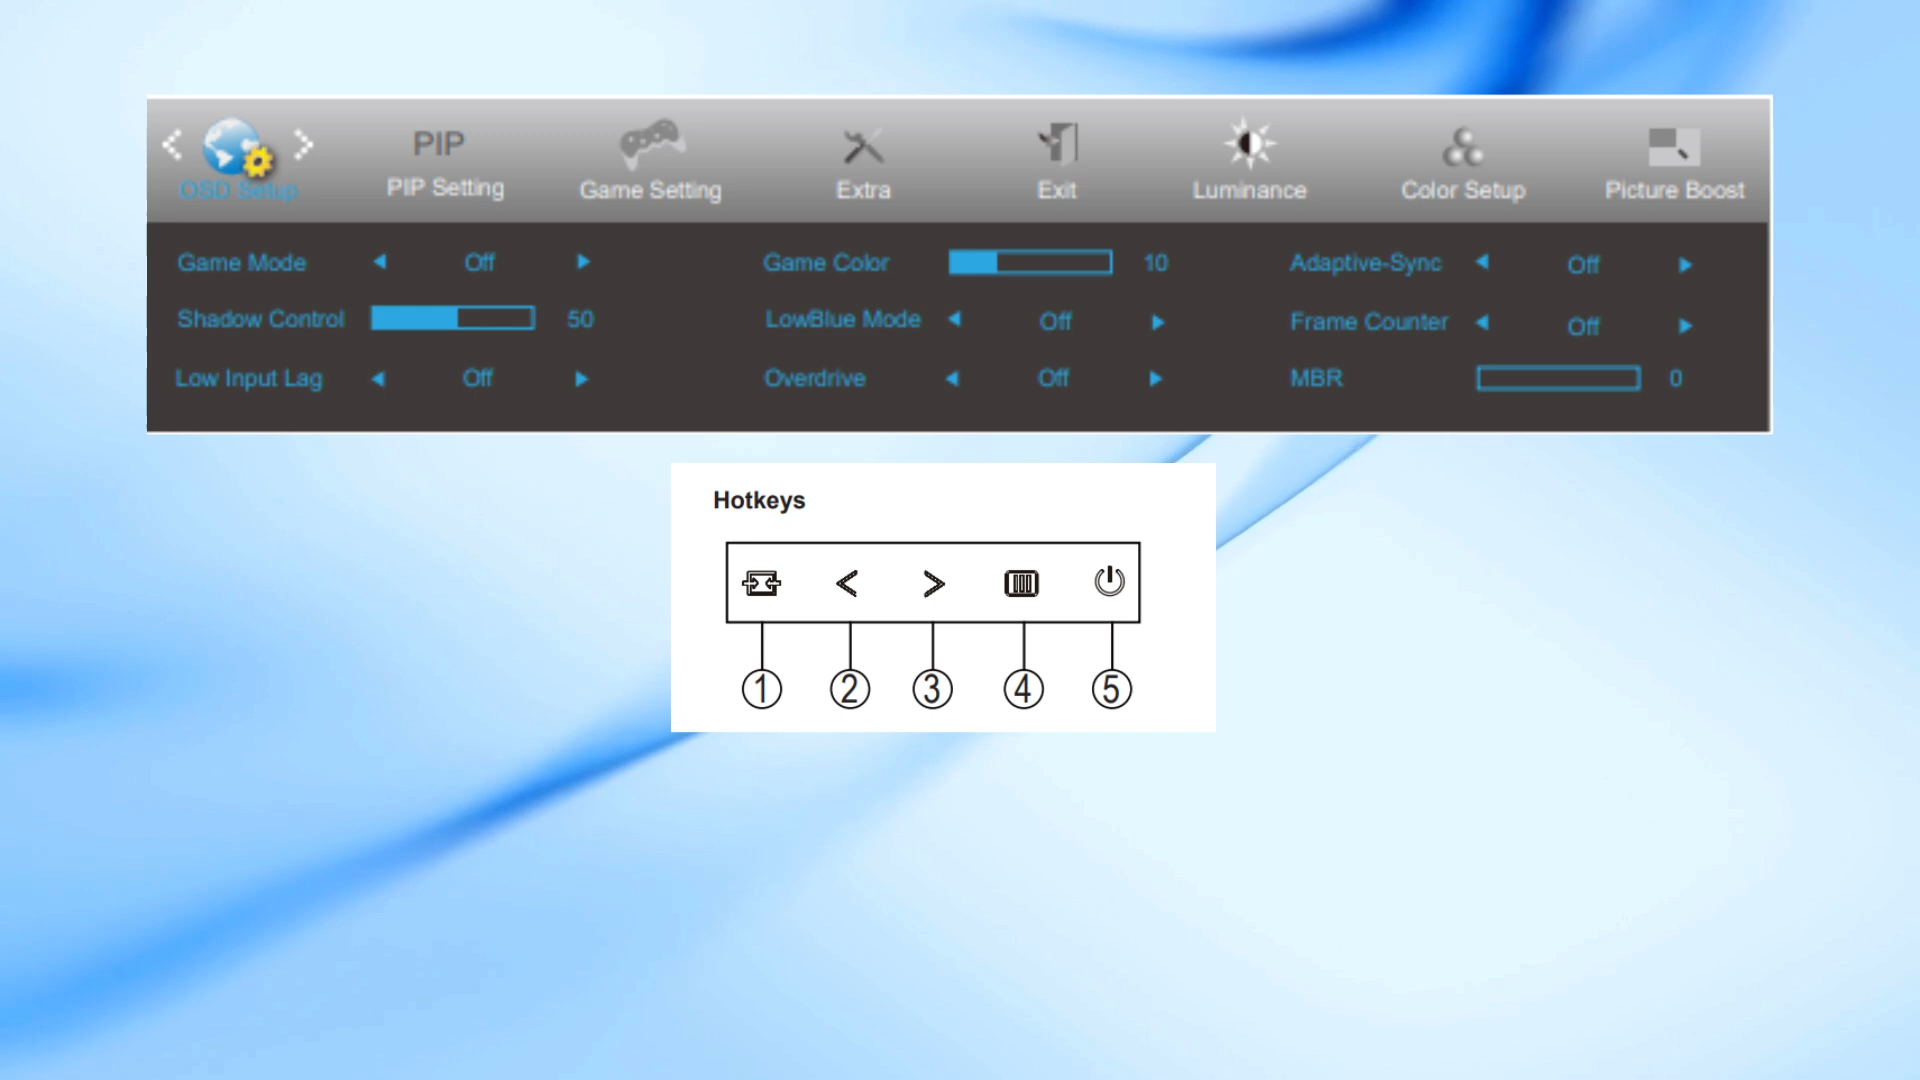 PIP
OSD Setup PIP Setting Game Setting Extra Exit Luminance Color Setup Picture Boost
Game Mode Off Game Color 10 Adaptive-Sync Off
Shadow Control 50 LowBlue Mode Off Frame Counter Off
Low Input Lag Off Overdrive Off MBR 0
Hotkeys
1 2 3 4 5